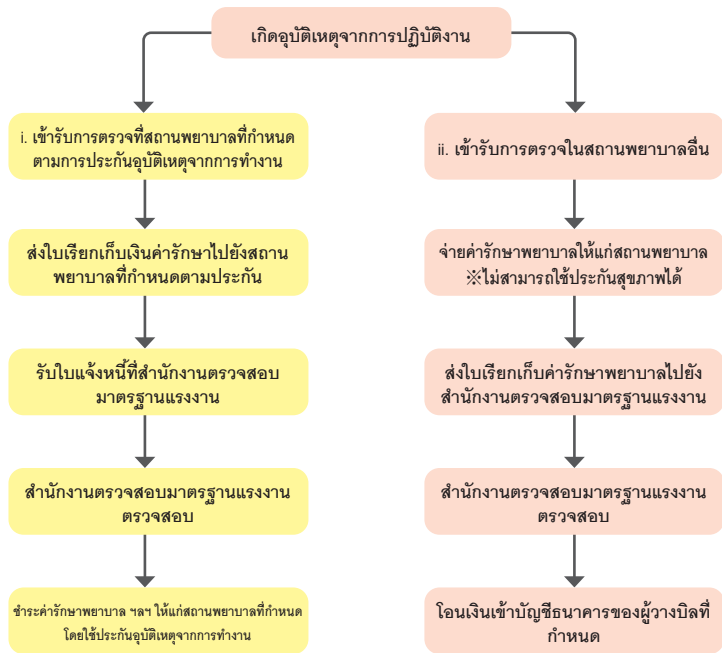 เกิดอุบัติเหตุจากการปฏิบัติงาน
i. เข้ารับการตรวจที่สถานพยาบาลที่กำหนด
ตามการประกันอุบัติเหตุจากการทำงาน
ส่งใบเรียกเก็บเงินค่ารักษาไปยังสถาน
พยาบาลที่กำหนดตามประกัน
รับใบแจ้งหนี้ที่สำนักงานตรวจสอบ
มาตรฐานแรงงาน
สำนักงานตรวจสอบมาตรฐานแรงงาน
ตรวจสอบ
ชำระค่ารักษาพยาบาล ฯลฯ ให้แก่สถานพยาบาลที่กำหนด
โดยใช้ประกันอุบัติเหตุจากการทำงาน
ii. เข้ารับการตรวจในสถานพยาบาลอื่น
จ่ายค่ารักษาพยาบาลให้แก่สถานพยาบาล
※ไม่สามารถใช้ประกันสุขภาพได้
ส่งใบเรียกเก็บค่ารักษาพยาบาลไปยัง
สำนักงานตรวจสอบมาตรฐานแรงงาน
สำนักงานตรวจสอบมาตรฐานแรงงาน
ตรวจสอบ
โอนเงินเข้าบัญชีธนาคารของผู้วางบิลที่
กำหนด